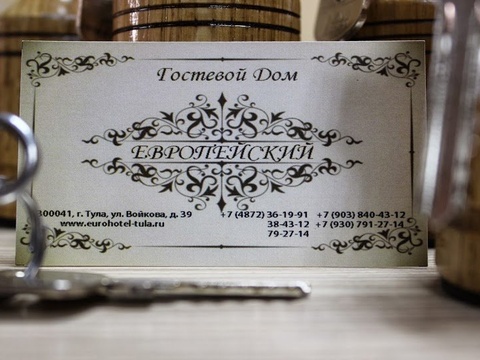 Гостевой Дом
ЕВРОПЕЙСКИЙ
300041, г. Тула, ул. Войкова, д. 39
www.eurohotel-tula.ru
+7 (4872) 36-19-91 +7 (903) 840-43-12
38-43-12 +7 (930) 791-27-14
79-27-14